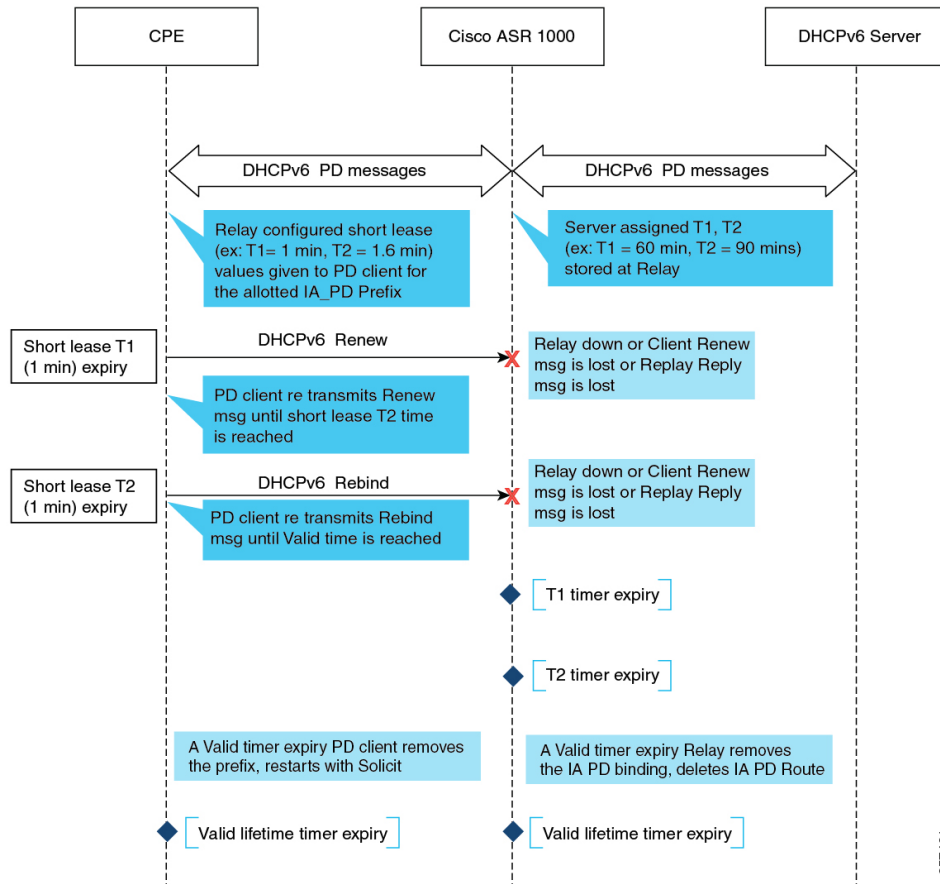 CPE
Cisco ASR 1000
DHCPv6 Server
DHCPv6 PD messages
DHCPv6 PD messages
Relay configured short lease
(ex: T1= 1 min, T2 = 1.6 min)
values given to PD client for
the allotted IA_PD Prefix
Server assigned T1, T2
(ex: T1 = 60 min, T2 = 90 mins)
stored at Relay
Short lease T1
(1 min) expiry
DHCPv6 Renew
X
Relay down or Client Renew
msg is lost or Replay Reply
msg is lost
PD client re transmits Renew
msg until short lease T2 time
is reached
Short lease T2
(1 min) expiry
DHCPv6 Rebind
X
Relay down or Client Renew
msg is lost or Replay Reply
msg is lost
PD client re transmits Rebind
msg until Valid time is reached
T1 timer expiry
T2 timer expiry
A Valid timer expiry PD client removes
the prefix, restarts with Solicit
A Valid timer expiry Relay removes
the IA PD binding, deletes IA PD Route
Valid lifetime timer expiry
Valid lifetime timer expiry